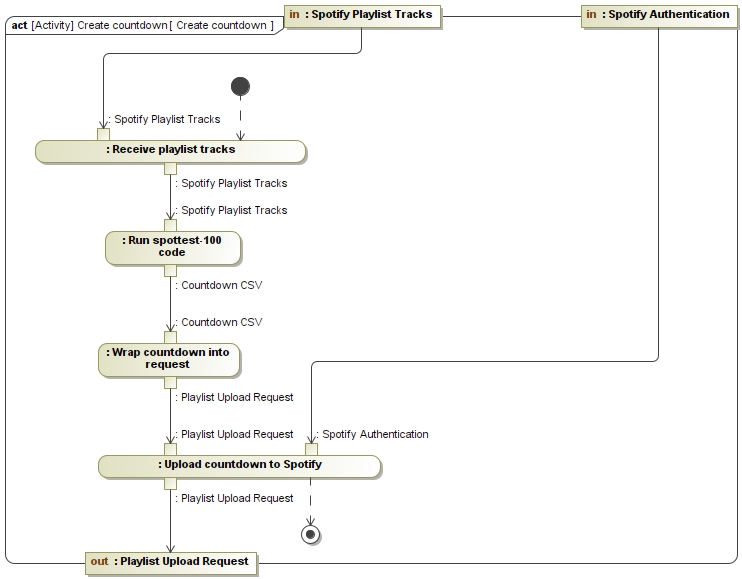 act [Activity] Create countdown [ Create countdown ]
in : Spotify Playlist Tracks
in : Spotify Authentication
: Spotify Playlist Tracks
: Receive playlist tracks
: Spotify Playlist Tracks
: Spotify Playlist Tracks
: Run spottest-100
code
: Countdown CSV
: Countdown CSV
: Wrap countdown into
request
: Playlist Upload Request
: Playlist Upload Request
: Spotify Authentication
: Upload countdown to Spotify
: Playlist Upload Request
out : Playlist Upload Request